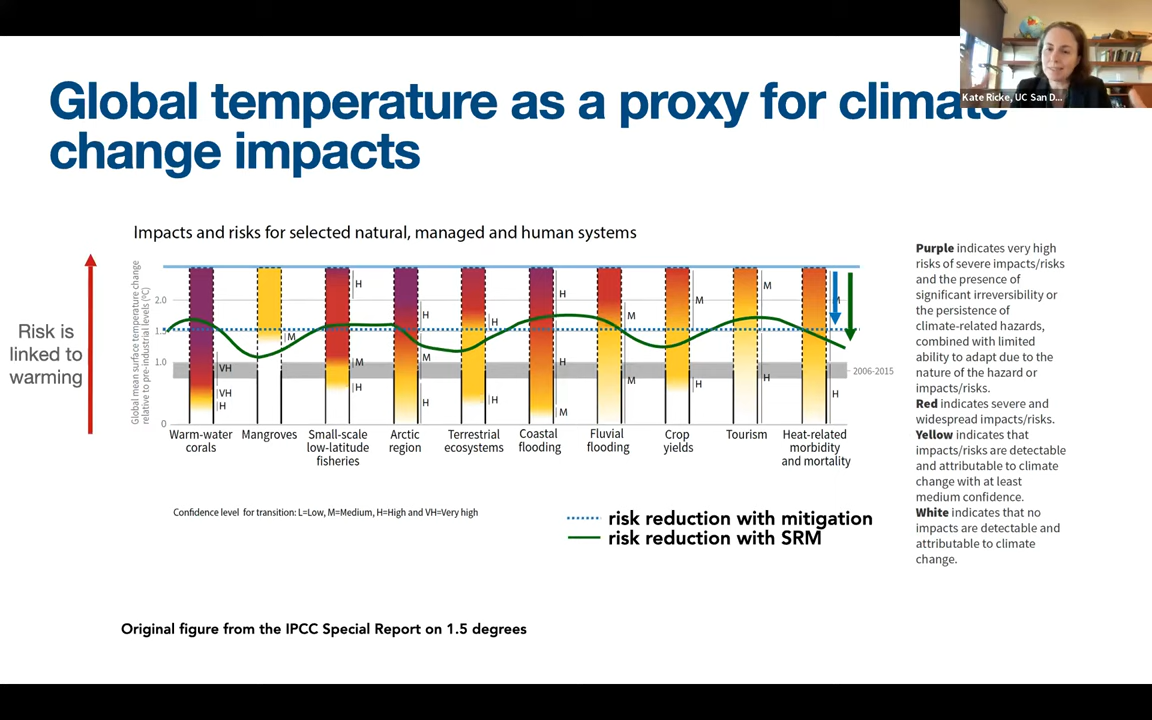 Global temperature as a proxy for climate
change impacts
Kate Ricke, UC San D...
Impacts and risks for selected natural, managed and human systems
Risk is
linked to
warming
Global mean surface temperature change
relative to pre-industrial levels (ºC)
2.0
1.5
1.0
0
2006-2015
VH
VH
H
M
H
M
H
H
M
H
H
H
H
H
M
M
M
M
H
M
H
M
H
Warm-water
corals
Mangroves
Small-scale
low-latitude
fisheries
Arctic
region
Terrestrial
ecosystems
Coastal
flooding
Fluvial
flooding
Crop
yields
Tourism
Heat-related
morbidity
and mortality
Confidence level for transition: L=Low, M=Medium, H=High and VH=Very high
risk reduction with mitigation
risk reduction with SRM
Purple indicates very high
risks of severe impacts/risks
and the presence of
significant irreversibility or
the persistence of
climate-related hazards,
combined with limited
ability to adapt due to the
nature of the hazard or
impacts/risks.
Red indicates severe and
widespread impacts/risks.
Yellow indicates that
impacts/risks are detectable
and attributable to climate
change with at least
medium confidence.
White indicates that no
impacts are detectable and
attributable to climate
change.
Original figure from the IPCC Special Report on 1.5 degrees